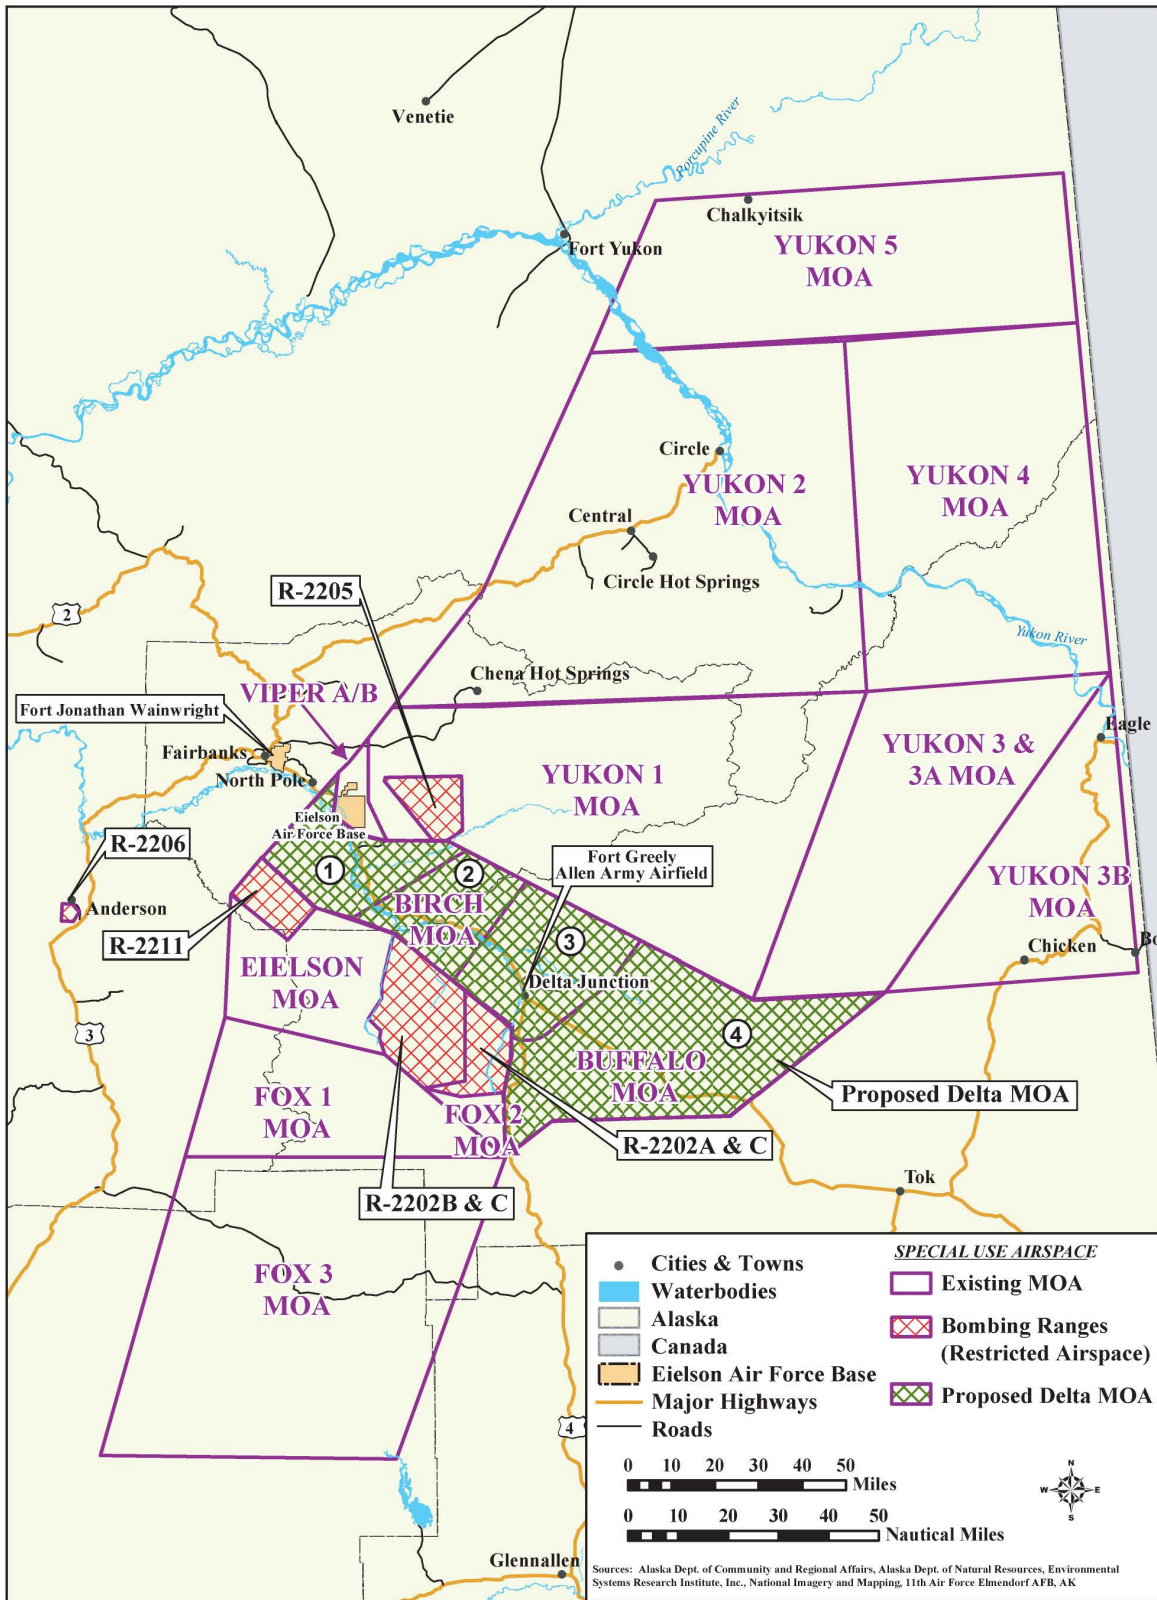 Venetie
Porcupine River
Chalkyitsik
Fort Yukon
YUKON 5
MOA
Circle
YUKON 2
MOA
YUKON 4
MOA
Central
Circle Hot Springs
R-2205
2
Yukon River
Chena Hot Springs
VIPER A/B
Fort Jonathan Wainwright
Eagle
Fairbanks
North Pole
YUKON 1
MOA
YUKON 3 &
3A MOA
Eielson
Air Force Base
R-2206
Fort Greely
Allen Army Airfield
1
2
YUKON 3B
MOA
Anderson
BIRCH
MOA
R-2211
3
Chicken
Bo
EIELSON
MOA
Delta Junction
3
4
BUFFALO
MOA
FOX 1
MOA
Proposed Delta MOA
FOX 2
MOA
R-2202A & C
Tok
R-2202B & C
FOX 3
MOA
4
Glennallen
Cities & Towns
Waterbodies
Alaska
Canada
Eielson Air Force Base
Major Highways
Roads
SPECIAL USE AIRSPACE
Existing MOA
Bombing Ranges
(Restricted Airspace)
Proposed Delta MOA
0 10 20 30 40 50
Miles
0 10 20 30 40 50
Nautical Miles
N
W E
S
Sources: Alaska Dept. of Community and Regional Affairs, Alaska Dept. of Natural Resources, Environmental
Systems Research Institute, Inc., National Imagery and Mapping, 11th Air Force Elmendorf AFB, AK